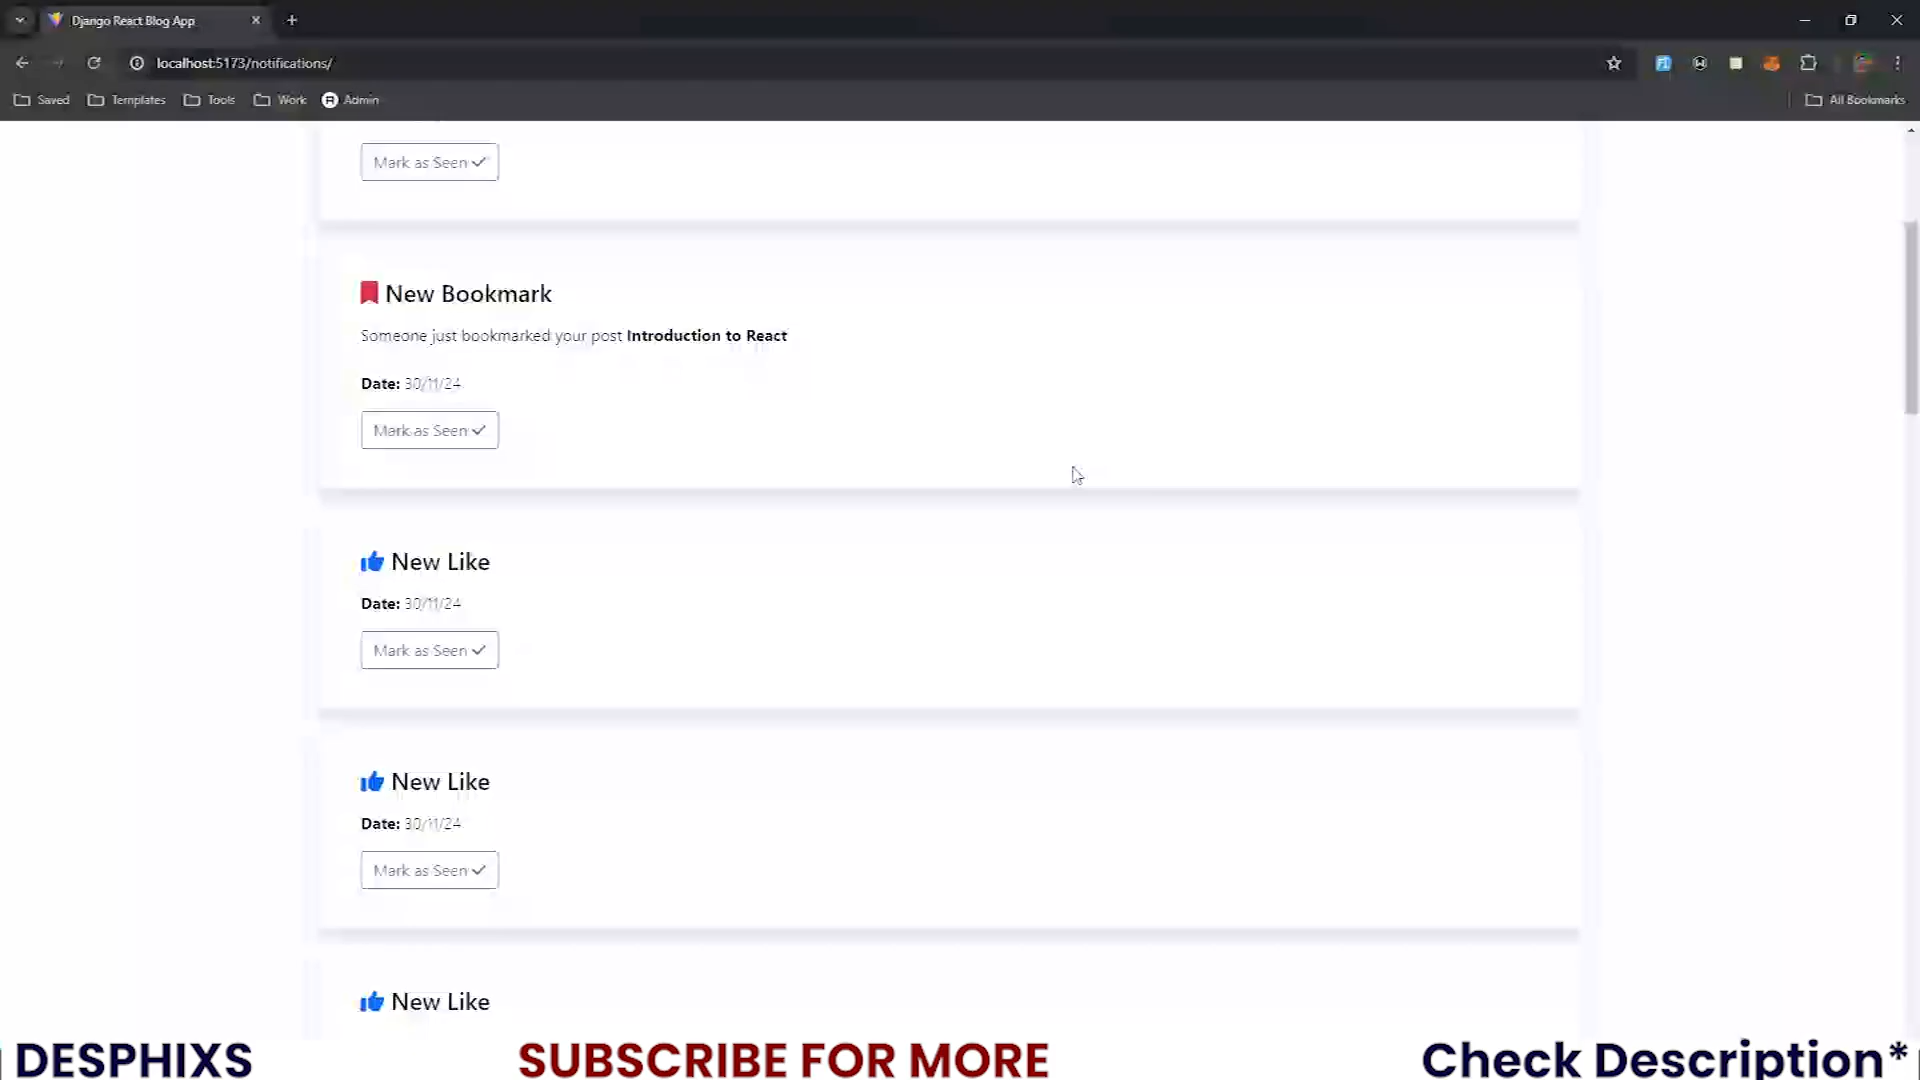 Django React Blog App
localhost:5173/notifications/
Saved
Templates
Tools
Work
Admin
All Bookmarks
Mark as Seen
New Bookmark
Someone just bookmarked your post Introduction to React
Date: 30/11/24
Mark as Seen
New Like
Date: 30/11/24
Mark as Seen
New Like
Date: 30/11/24
Mark as Seen
New Like
DESPHIXS
SUBSCRIBE FOR MORE
Check Description*